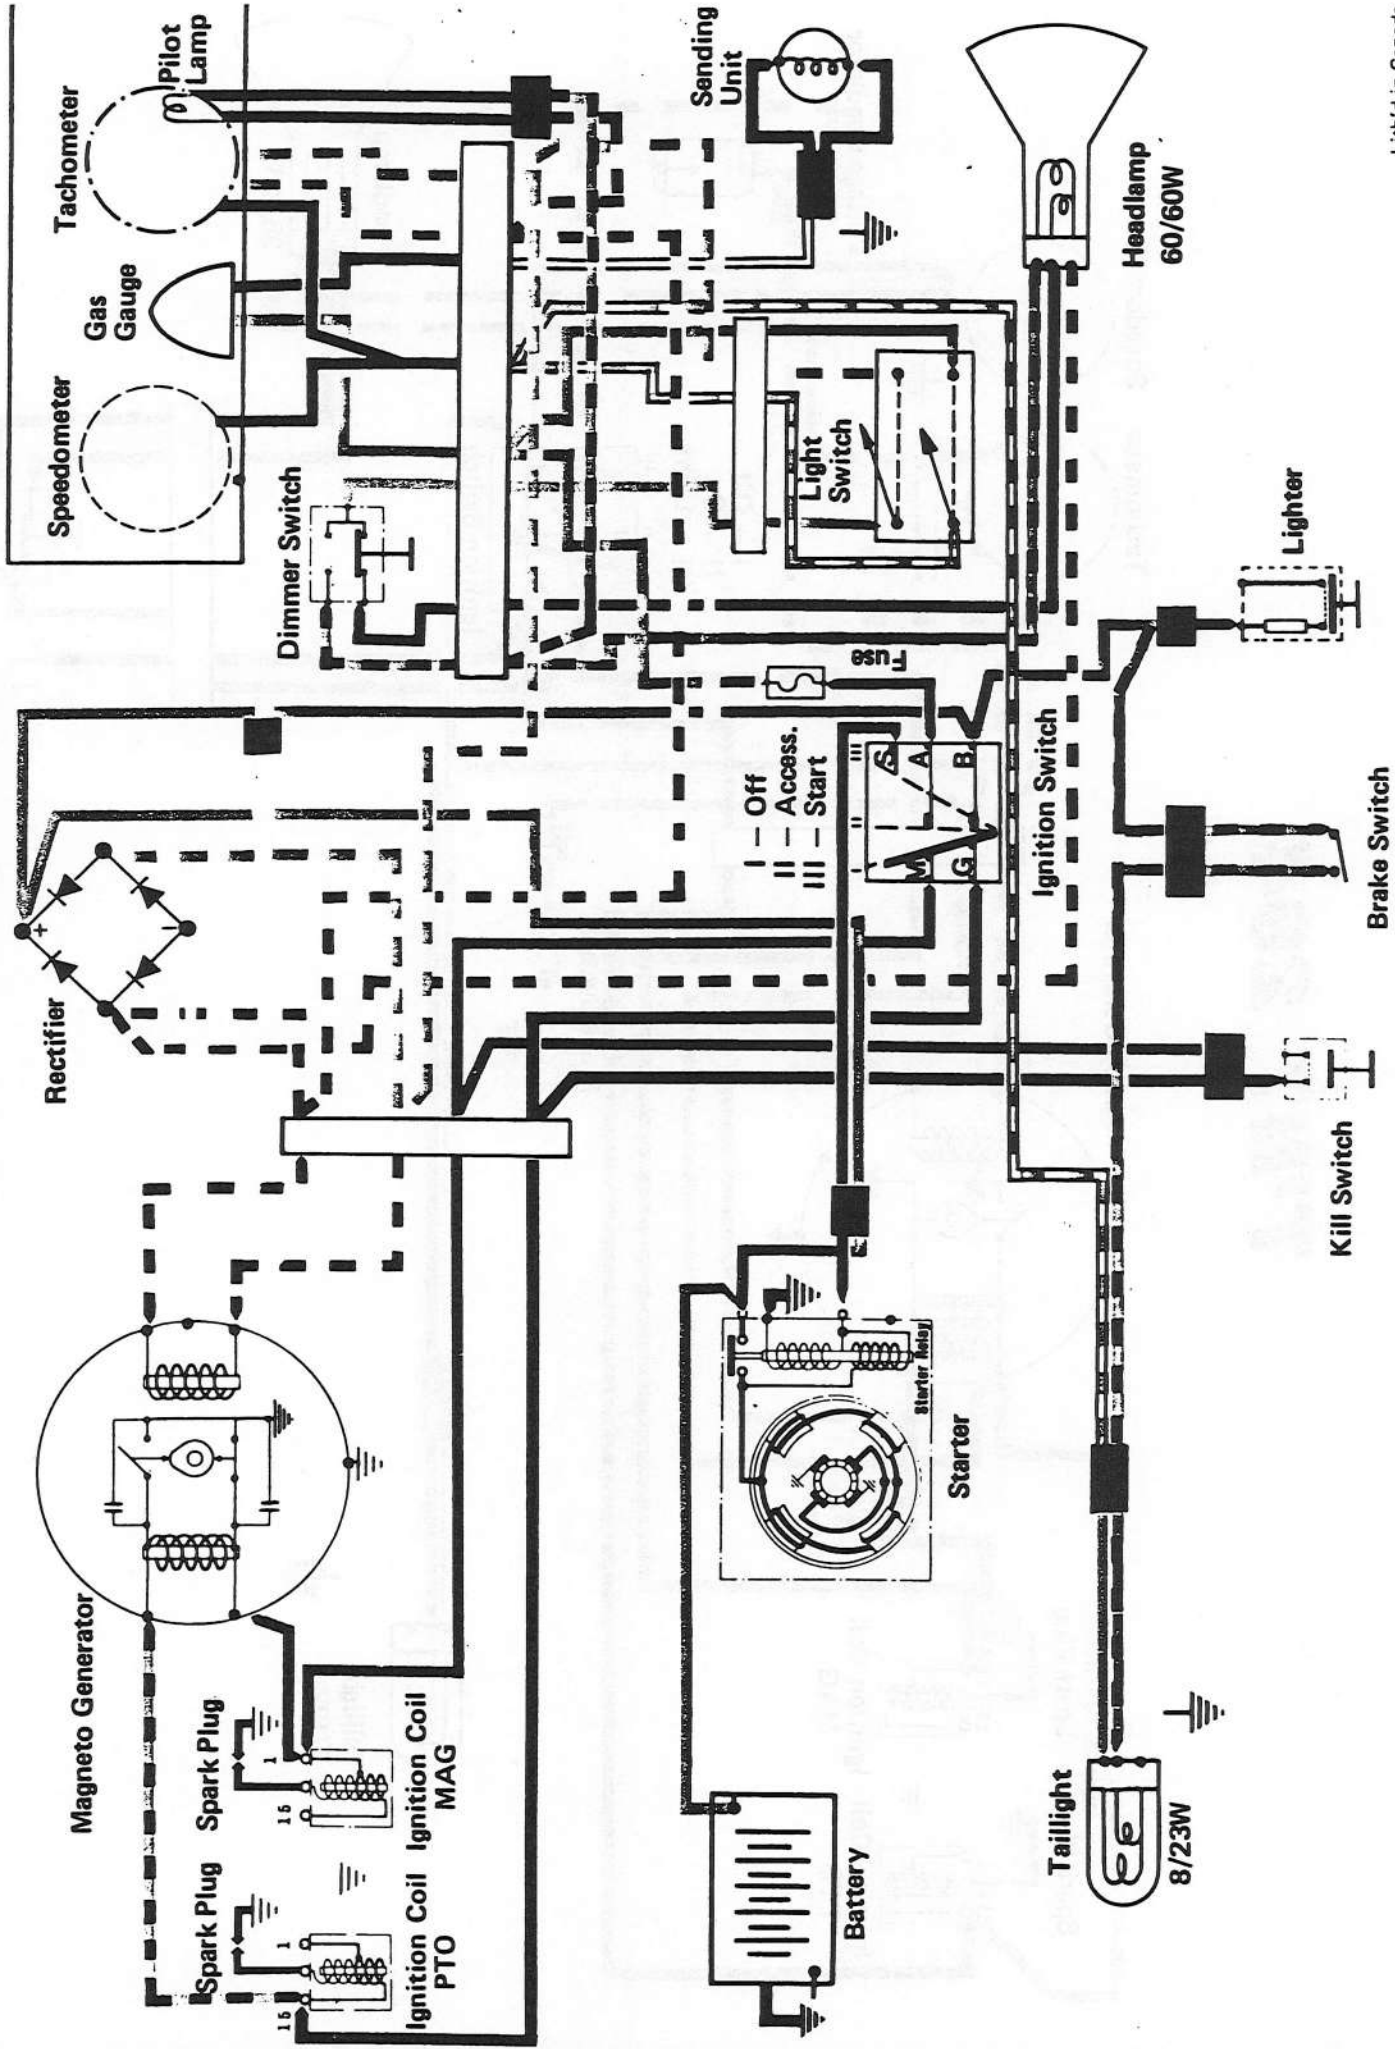 Tachometer
Pilot
Lamp
Gas
Gauge
Speedometer
Dimmer Switch
Rectifier
+
−
Magneto Generator
Spark Plug
Spark Plug
1
15
Ignition Coil
MAG
1
15
Ignition Coil
PTO
Sending
Unit
Headlamp
60/60W
Light
Switch
Fuse
I – Off
II – Access.
III – Start
I
II
III
S
A
B
M
G
Ignition Switch
Lighter
Brake Switch
Kill Switch
Starter Relay
Starter
Battery
Taillight
8/23W